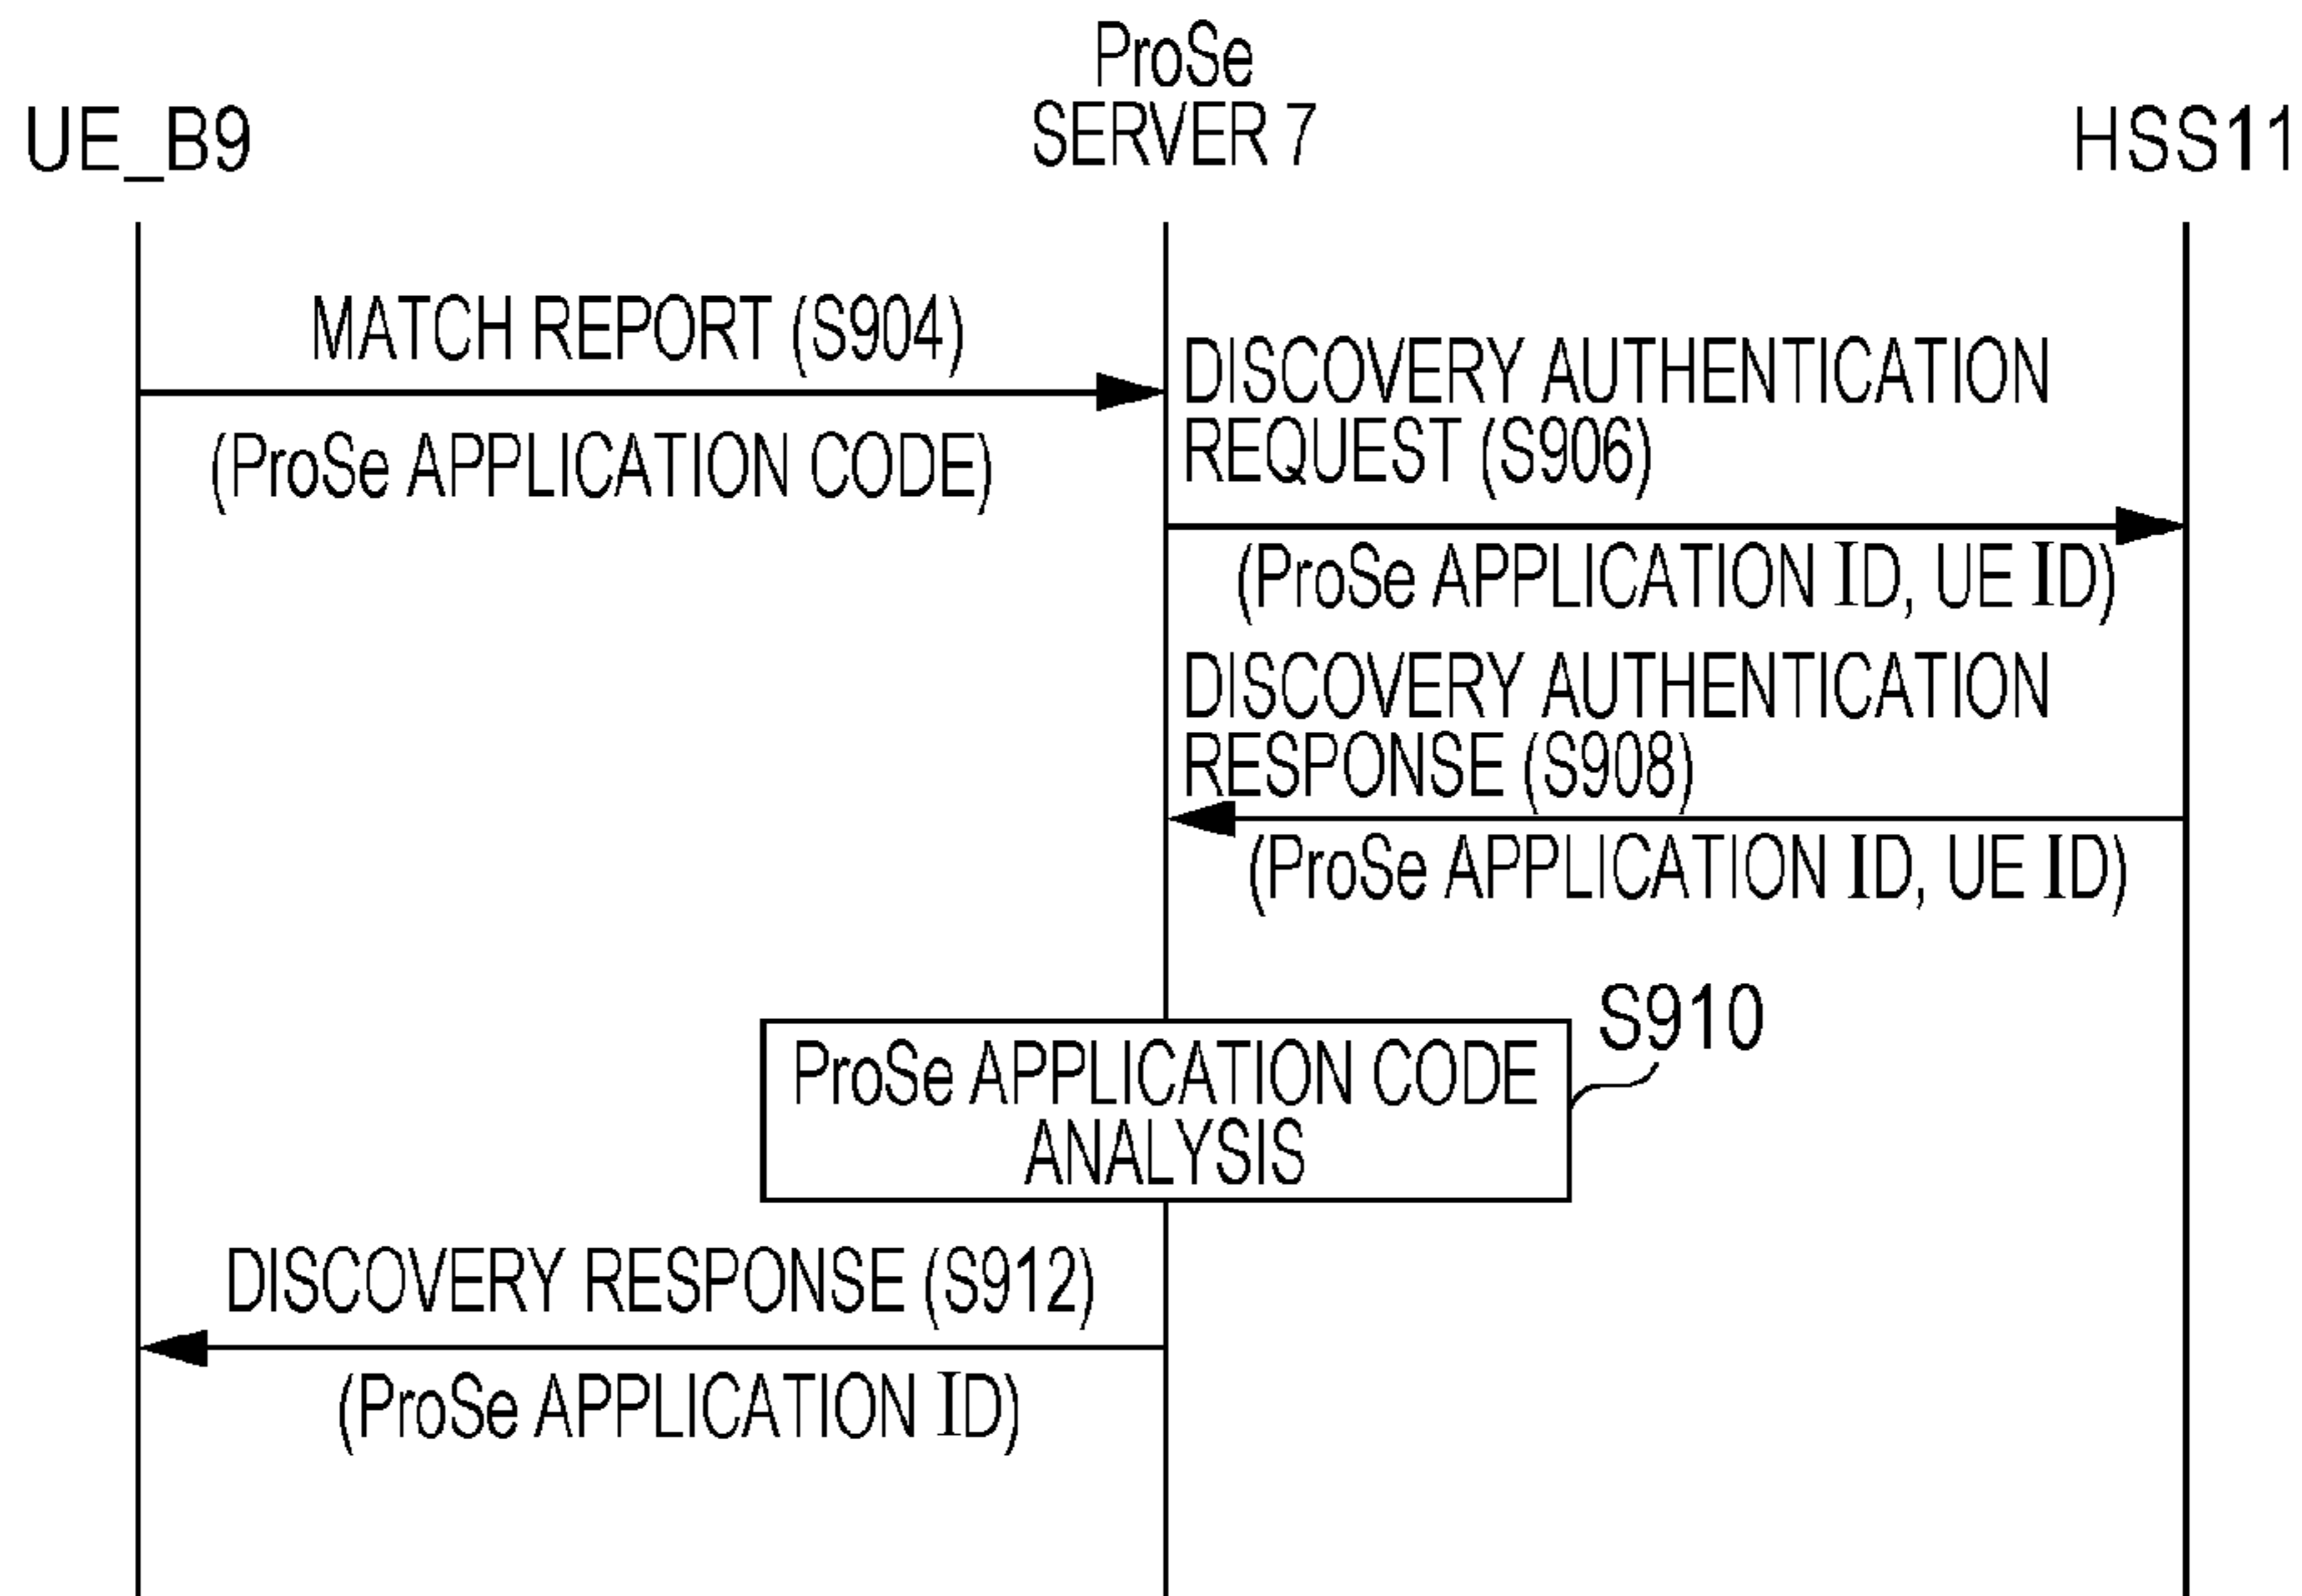 UE_B9
ProSe
SERVER 7
HSS11
MATCH REPORT (S904)
(ProSe APPLICATION CODE)
DISCOVERY AUTHENTICATION
REQUEST (S906)
(ProSe APPLICATION ID, UE ID)
DISCOVERY AUTHENTICATION
RESPONSE (S908)
(ProSe APPLICATION ID, UE ID)
S910
ProSe APPLICATION CODE
ANALYSIS
DISCOVERY RESPONSE (S912)
(ProSe APPLICATION ID)